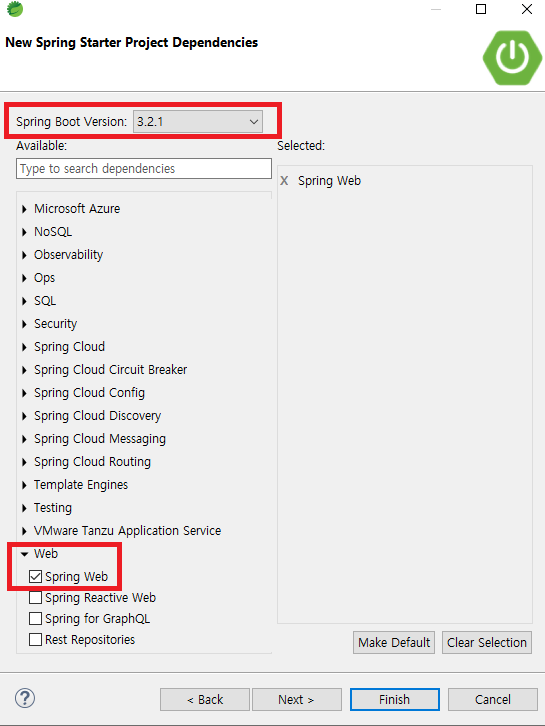 New Spring Starter Project Dependencies
Spring Boot Version: 3.2.1
Available:
Selected:
Type to search dependencies
X Spring Web
Microsoft Azure
NoSQL
Observability
Ops
SQL
Security
Spring Cloud
Spring Cloud Circuit Breaker
Spring Cloud Config
Spring Cloud Discovery
Spring Cloud Messaging
Spring Cloud Routing
Template Engines
Testing
VMware Tanzu Application Service
Web
Spring Web
Spring Reactive Web
Spring for GraphQL
Rest Repositories
Make Default
Clear Selection
?
< Back
Next >
Finish
Cancel